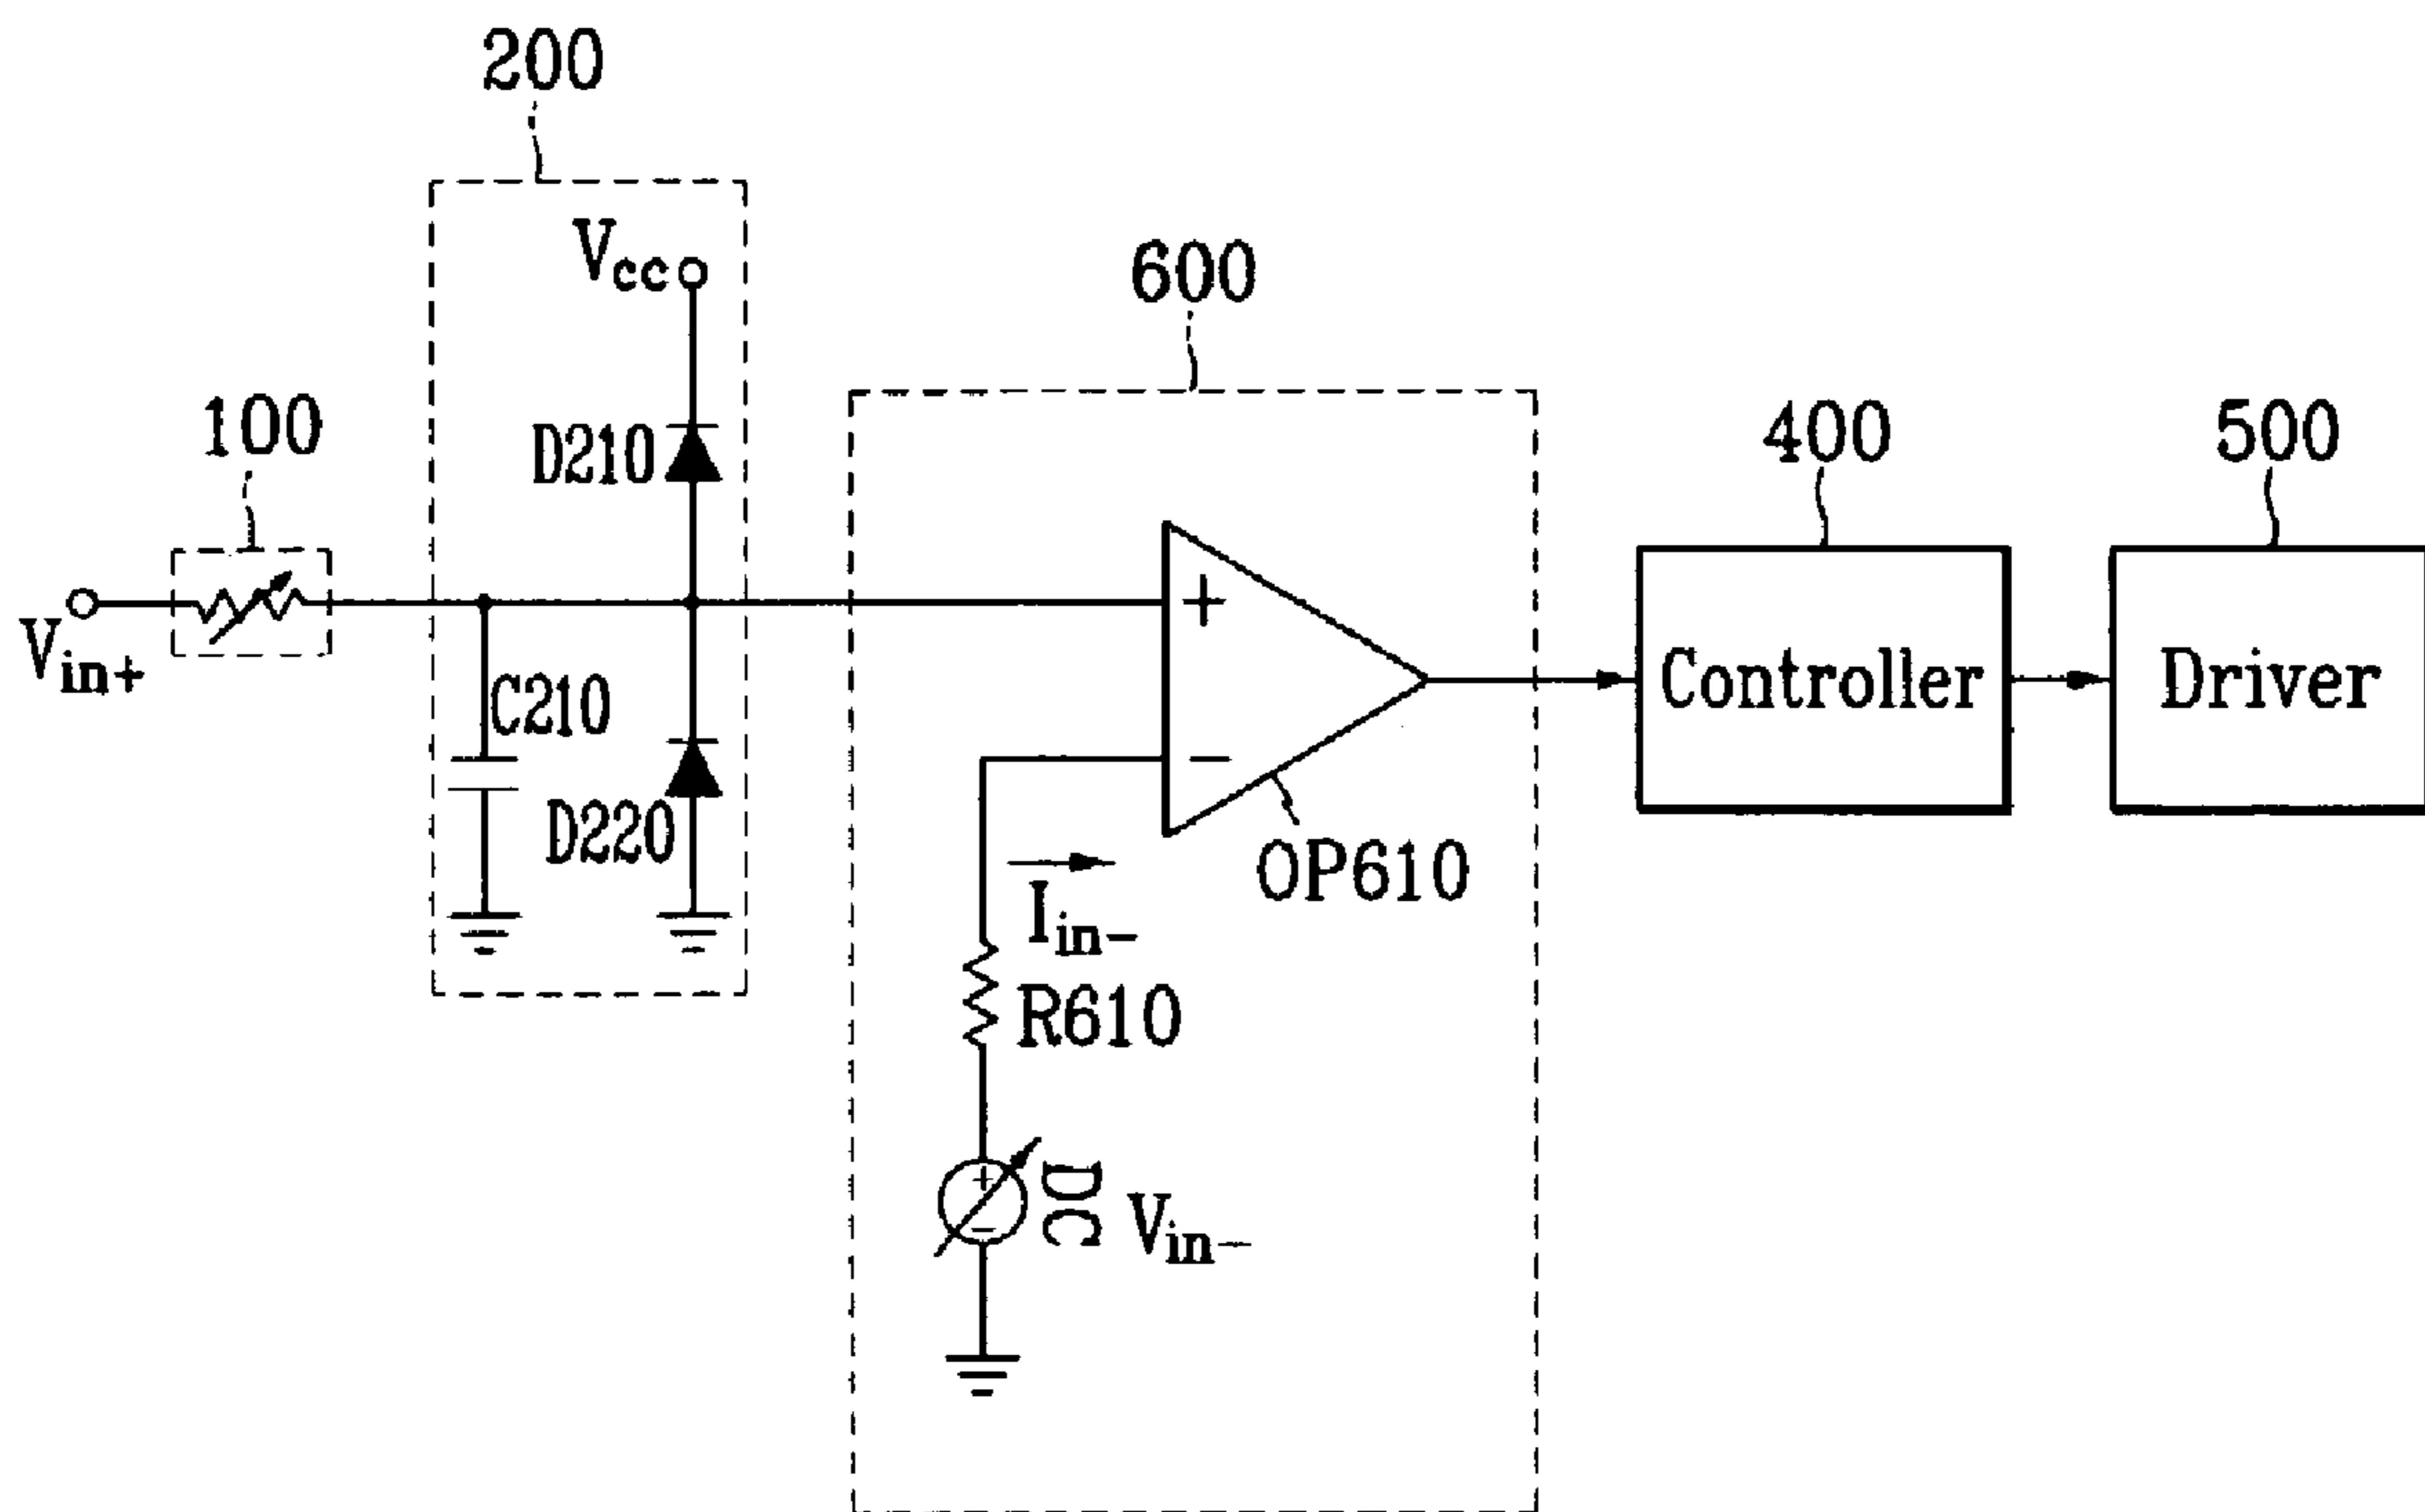 200
Vcc
600
100
D210
400
500
+
Vin+
C210
Controller
Driver
−
D220
OP610
Iin−
R610
+
−
DC
Vin−